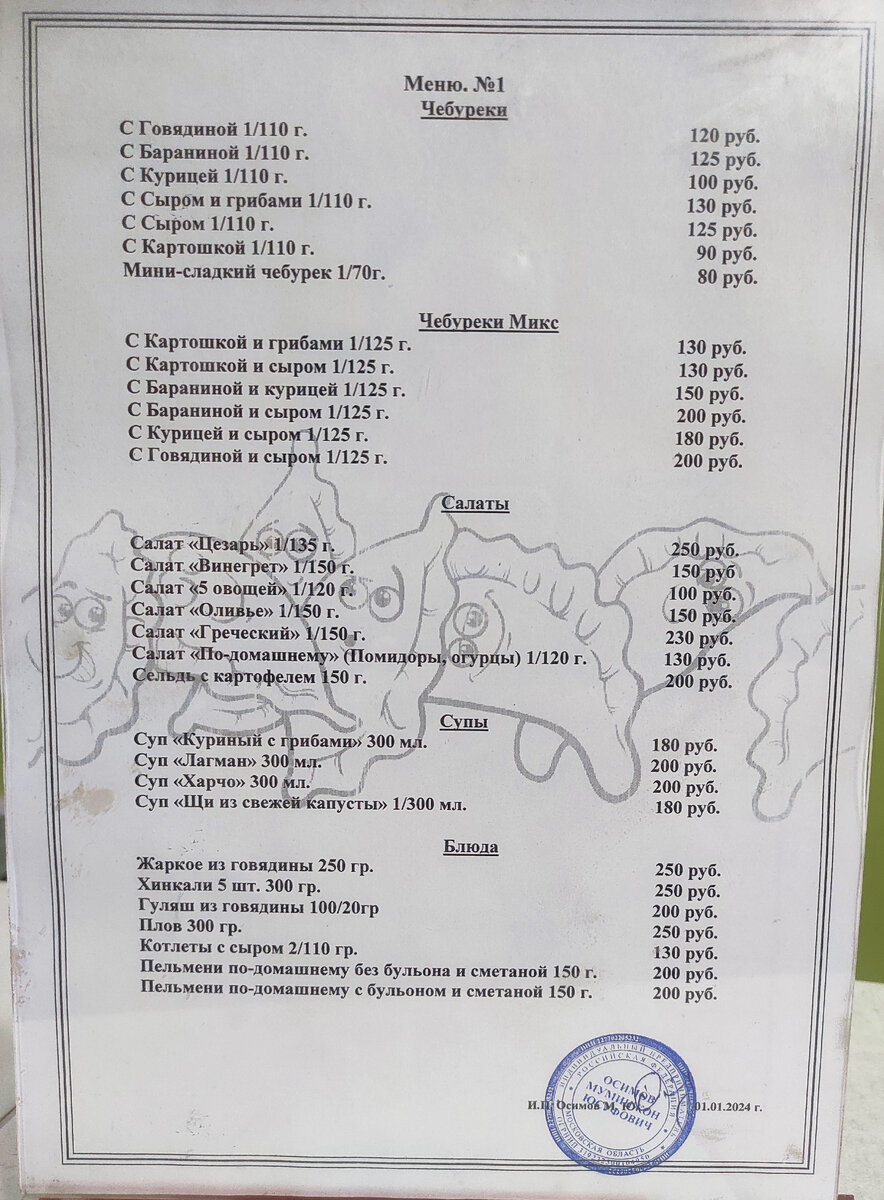 Меню. №1
Чебуреки
С Говядиной 1/110 г. 120 руб.
С Бараниной 1/110 г. 125 руб.
С Курицей 1/110 г. 100 руб.
С Сыром и грибами 1/110 г. 130 руб.
С Сыром 1/110 г. 125 руб.
С Картошкой 1/110 г. 90 руб.
Мини-сладкий чебурек 1/70г. 80 руб.
Чебуреки Микс
С Картошкой и грибами 1/125 г. 130 руб.
С Картошкой и сыром 1/125 г. 130 руб.
С Бараниной и курицей 1/125 г. 150 руб.
С Бараниной и сыром 1/125 г. 200 руб.
С Курицей и сыром 1/125 г. 180 руб.
С Говядиной и сыром 1/125 г. 200 руб.
Салаты
Салат «Цезарь» 1/135 г. 250 руб.
Салат «Винегрет» 1/150 г. 150 руб
Салат «5 овощей» 1/120 г. 100 руб.
Салат «Оливье» 1/150 г. 150 руб.
Салат «Греческий» 1/150 г. 230 руб.
Салат «По-домашнему» (Помидоры, огурцы) 1/120 г. 130 руб.
Сельдь с картофелем 150 г. 200 руб.
Супы
Суп «Куриный с грибами» 300 мл. 180 руб.
Суп «Лагман» 300 мл. 200 руб.
Суп «Харчо» 300 мл. 200 руб.
Суп «Щи из свежей капусты» 1/300 мл. 180 руб.
Блюда
Жаркое из говядины 250 гр. 250 руб.
Хинкали 5 шт. 300 гр. 250 руб.
Гуляш из говядины 100/20гр 200 руб.
Плов 300 гр. 250 руб.
Котлеты с сыром 2/110 гр. 130 руб.
Пельмени по-домашнему без бульона и сметаной 150 г. 200 руб.
Пельмени по-домашнему с бульоном и сметаной 150 г. 200 руб.
И.П. Осимов М. 01.01.2024 г.
ИНДИВИДУАЛЬНЫЙ ПРЕДПРИНИМАТЕЛЬ
РОССИЙСКАЯ ФЕДЕРАЦИЯ
ОСИМОВ
ЮСУФОВИЧ
МОСКОВСКАЯ ОБЛАСТЬ